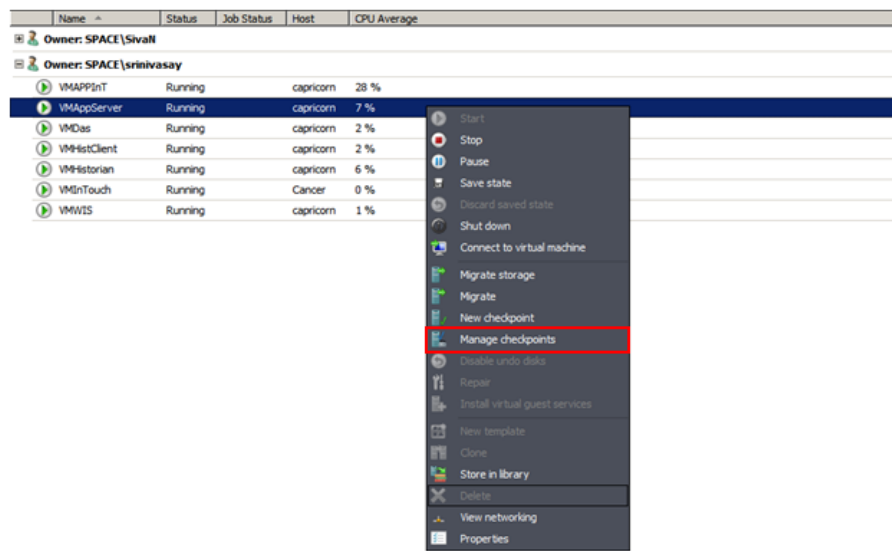 Name Status Job Status Host CPU Average
Owner: SPACE\SivaN
Owner: SPACE\srinivasay
VMAPPInT Running capricorn 28 %
VMAppServer Running capricorn 7 %
VMDas Running capricorn 2 %
VMHistClient Running capricorn 2 %
VMHistorian Running capricorn 6 %
VMInTouch Running Cancer 0 %
VMWIS Running capricorn 1 %
Start
Stop
Pause
Save state
Discard saved state
Shut down
Connect to virtual machine
Migrate storage
Migrate
New checkpoint
Manage checkpoints
Disable undo disks
Repair
Install virtual guest services
New template
Clone
Store in library
Delete
View networking
Properties